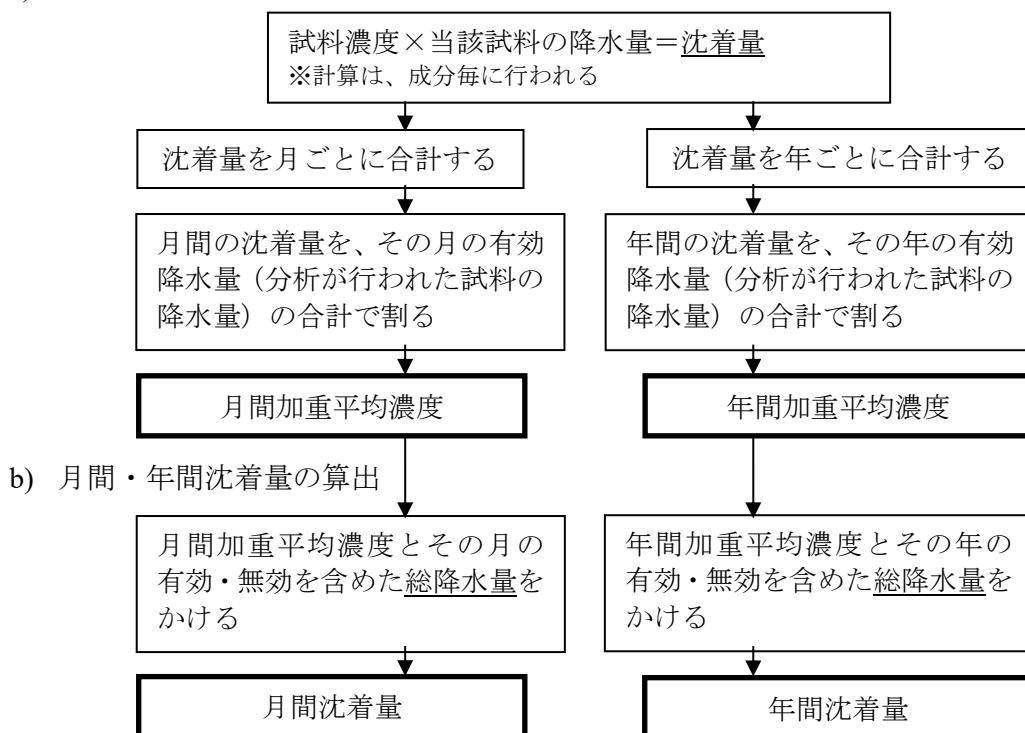 試料濃度×当該試料の降水量＝沈着量
※計算は、成分毎に行われる
沈着量を月ごとに合計する
沈着量を年ごとに合計する
月間の沈着量を、その月の有効
降水量（分析が行われた試料の
降水量）の合計で割る
年間の沈着量を、その年の有効
降水量（分析が行われた試料の
降水量）の合計で割る
月間加重平均濃度
年間加重平均濃度
b) 月間・年間沈着量の算出
月間加重平均濃度とその月の
有効・無効を含めた総降水量を
かける
年間加重平均濃度とその年の
有効・無効を含めた総降水量を
かける
月間沈着量
年間沈着量